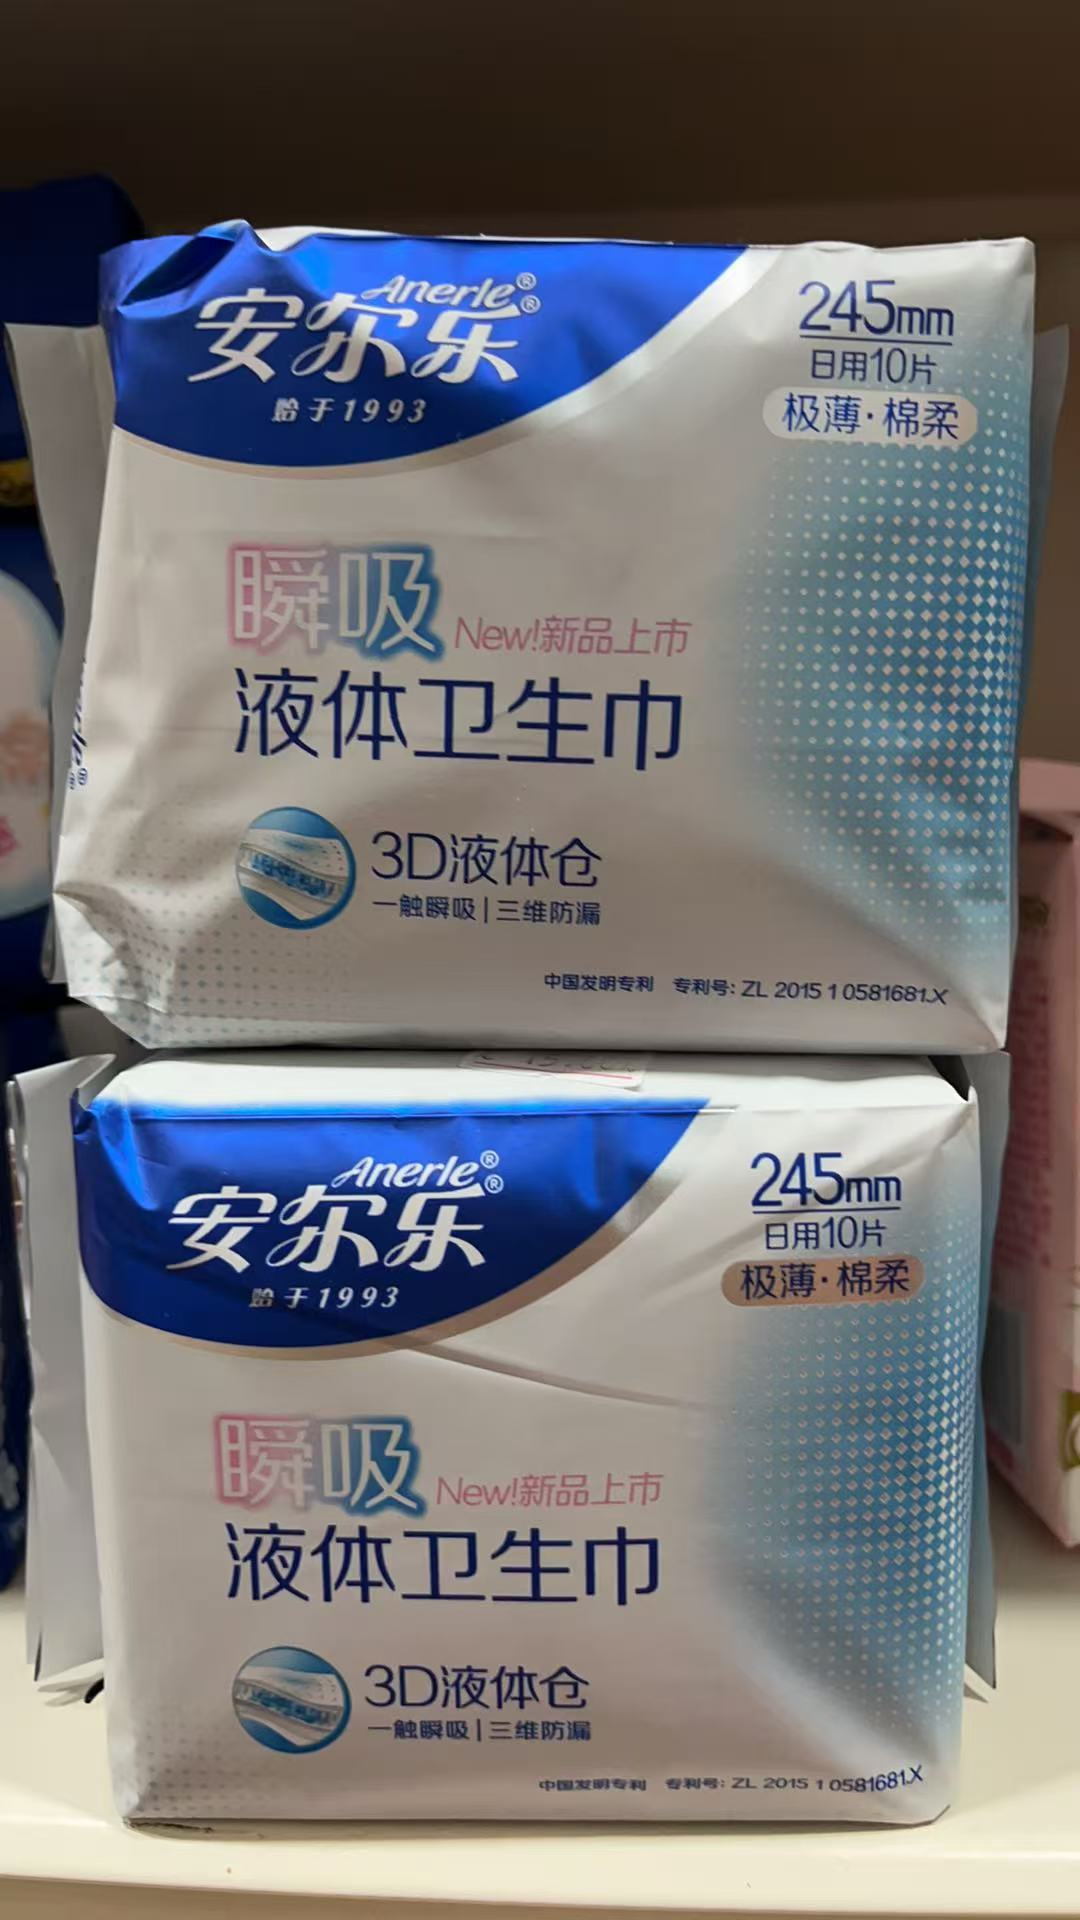 Anerle®
安尔乐®
始于1993
245mm
日用10片
极薄·棉柔
瞬吸 New!新品上市
液体卫生巾
3D液体仓
一触瞬吸|三维防漏
中国发明专利 专利号: ZL 2015 1 0581681.X
Anerle®
安尔乐®
始于1993
245mm
日用10片
极薄·棉柔
瞬吸 New!新品上市
液体卫生巾
3D液体仓
一触瞬吸|三维防漏
中国发明专利 专利号: ZL 2015 1 0581681.X